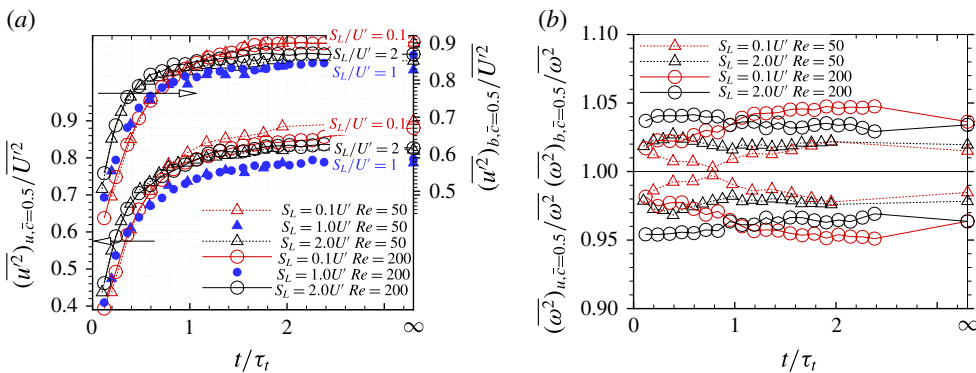 (a)
(b)
S_L/U′ = 0.1
S_L/U′ = 2
S_L/U′ = 1
S_L/U′ = 0.1
S_L/U′ = 2
S_L/U′ = 1
0.9
0.8
0.7
0.6
0.5
0.4
0.9
0.8
0.7
0.6
0.5
S_L = 0.1U′ Re = 50
S_L = 1.0U′ Re = 50
S_L = 2.0U′ Re = 50
S_L = 0.1U′ Re = 200
S_L = 1.0U′ Re = 200
S_L = 2.0U′ Re = 200
0 1 2 ∞
t/τ_t
(u′²)‾_{u,c̄=0.5}/U′²‾
(u′²)‾_{b,c̄=0.5}/U′²‾
S_L = 0.1U′ Re = 50
S_L = 2.0U′ Re = 50
S_L = 0.1U′ Re = 200
S_L = 2.0U′ Re = 200
1.10
1.05
1.00
0.95
0.90
0 1 2 ∞
t/τ_t
(ω²)‾_{u,c̄=0.5}/ω²‾ (ω²)‾_{b,c̄=0.5}/ω²‾